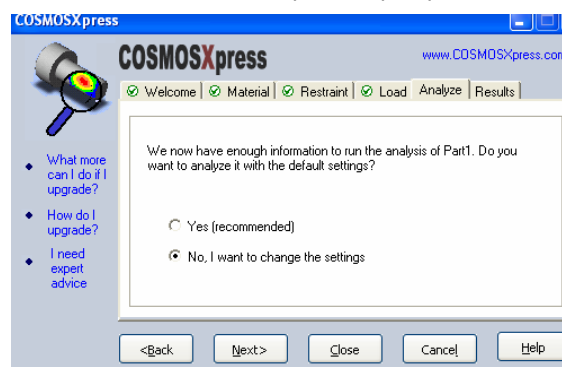 COSMOSXpress
COSMOSXpress
www.COSMOSXpress.com
Welcome Material Restraint Load Analyze Results
We now have enough information to run the analysis of Part1. Do you
want to analyze it with the default settings?
Yes (recommended)
No, I want to change the settings
What more
can I do if I
upgrade?
How do I
upgrade?
I need
expert
advice
<Back Next> Close Cancel Help